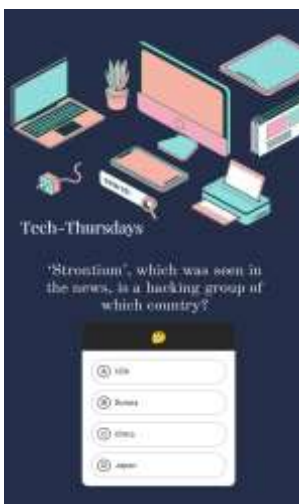 Tech-Thursdays
'Strontium', which was seen in
the news, is a hacking group of
which country?
A USA
B Russia
C China
D Japan